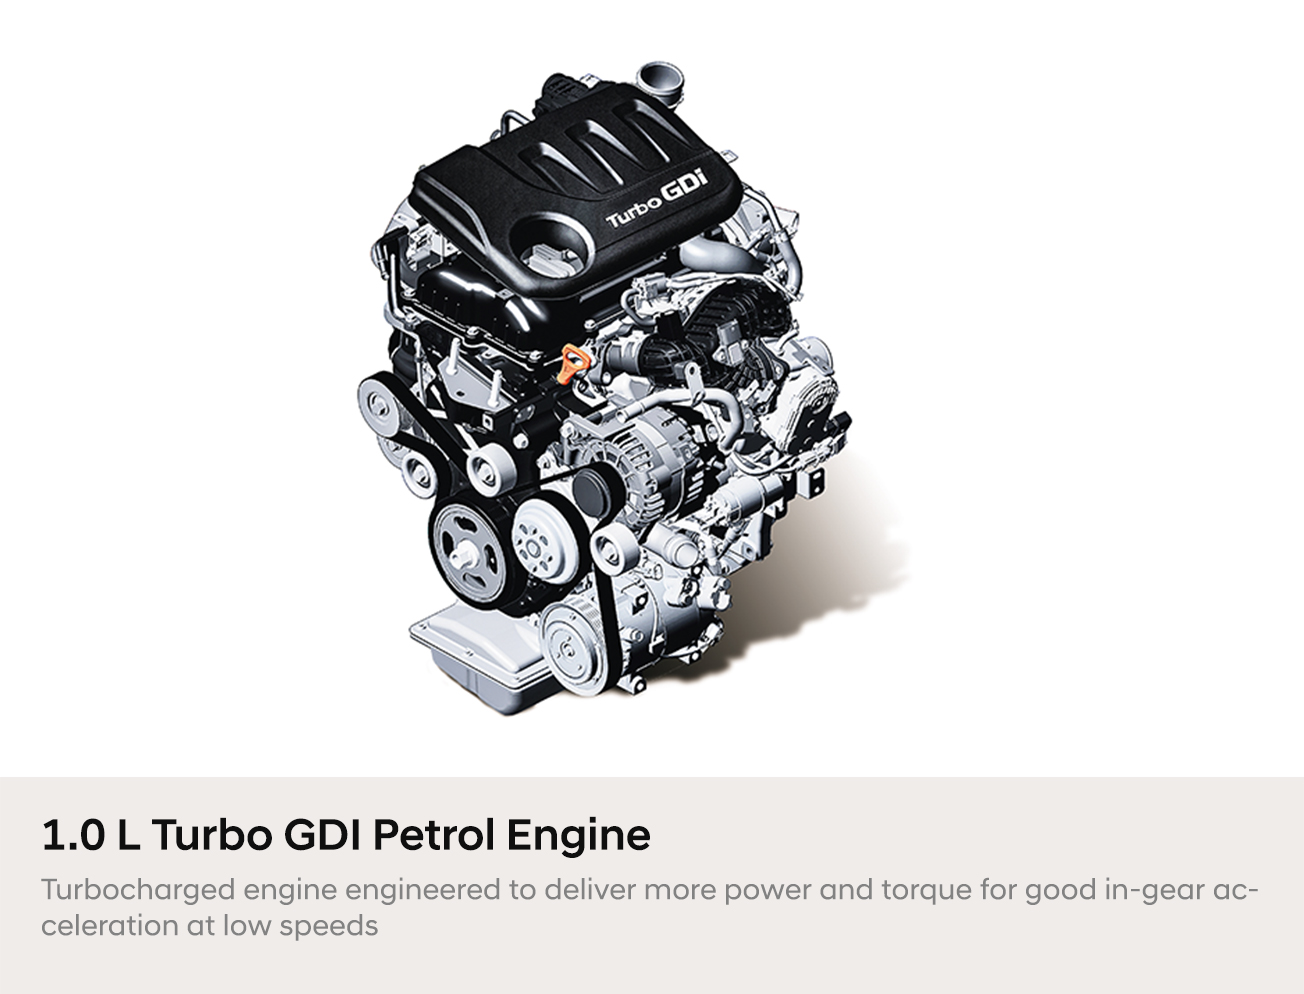 Turbo GDi
1.0 L Turbo GDI Petrol Engine
Turbocharged engine engineered to deliver more power and torque for good in-gear ac-
celeration at low speeds